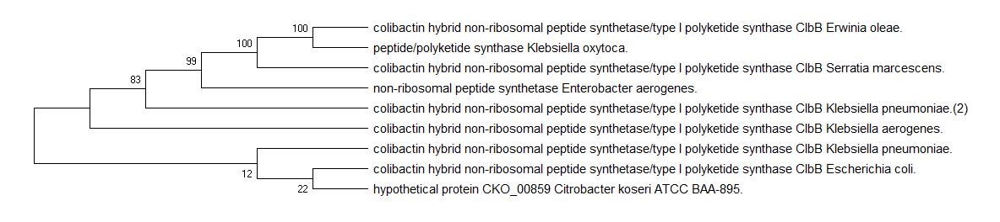 100
colibactin hybrid non-ribosomal peptide synthetase/type I polyketide synthase ClbB Erwinia oleae.
100
peptide/polyketide synthase Klebsiella oxytoca.
99
colibactin hybrid non-ribosomal peptide synthetase/type I polyketide synthase ClbB Serratia marcescens.
83
non-ribosomal peptide synthetase Enterobacter aerogenes.
colibactin hybrid non-ribosomal peptide synthetase/type I polyketide synthase ClbB Klebsiella pneumoniae.(2)
colibactin hybrid non-ribosomal peptide synthetase/type I polyketide synthase ClbB Klebsiella aerogenes.
colibactin hybrid non-ribosomal peptide synthetase/type I polyketide synthase ClbB Klebsiella pneumoniae.
12
colibactin hybrid non-ribosomal peptide synthetase/type I polyketide synthase ClbB Escherichia coli.
22
hypothetical protein CKO_00859 Citrobacter koseri ATCC BAA-895.